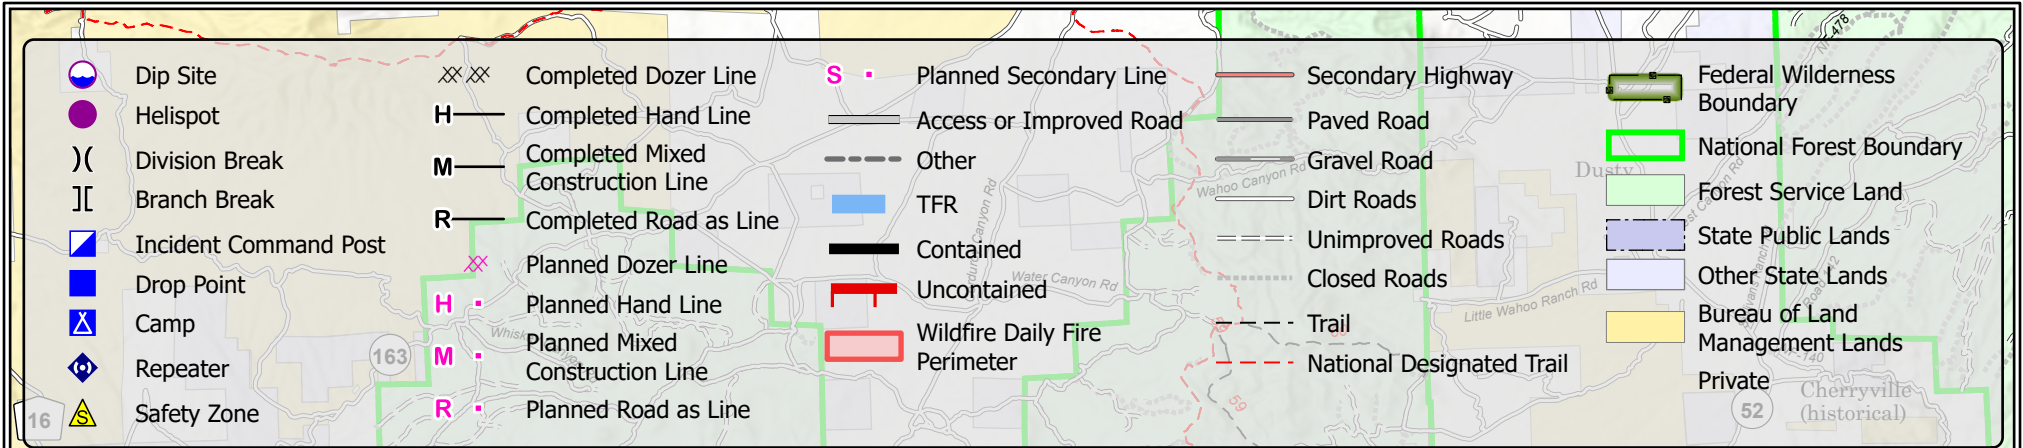 Dip Site
Helispot
Division Break
Branch Break
Incident Command Post
Drop Point
Camp
Repeater
S
Safety Zone
Completed Dozer Line
H
Completed Hand Line
M
Completed Mixed
Construction Line
R
Completed Road as Line
Planned Dozer Line
H
Planned Hand Line
M
Planned Mixed
Construction Line
R
Planned Road as Line
S
Planned Secondary Line
Access or Improved Road
Other
TFR
Contained
Uncontained
Wildfire Daily Fire
Perimeter
Secondary Highway
Paved Road
Gravel Road
Dirt Roads
Unimproved Roads
Closed Roads
Trail
National Designated Trail
Federal Wilderness
Boundary
National Forest Boundary
Forest Service Land
State Public Lands
Other State Lands
Bureau of Land
Management Lands
Private
16
163
Water Canyon Rd
Wahoo Canyon Rd
Little Wahoo Ranch Rd
Dusty
59
52
Cherryville
(historical)